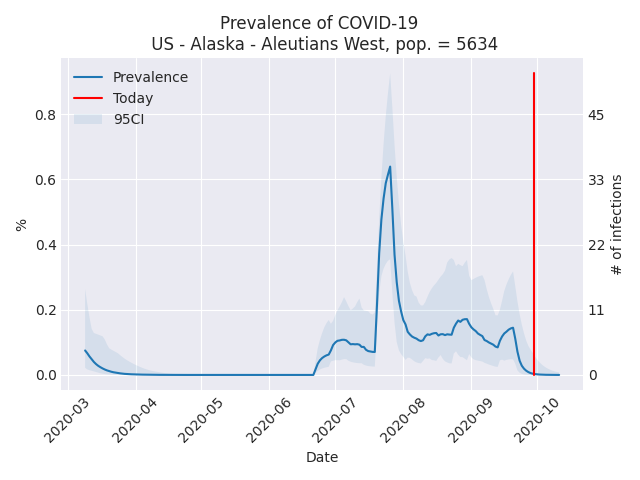 Prevalence of COVID-19
US - Alaska - Aleutians West, pop. = 5634
Prevalence
Today
95CI
0.8
0.6
0.4
0.2
0.0
%
45
33
22
11
0
# of infections
2020-03
2020-04
2020-05
2020-06
2020-07
2020-08
2020-09
2020-10
Date